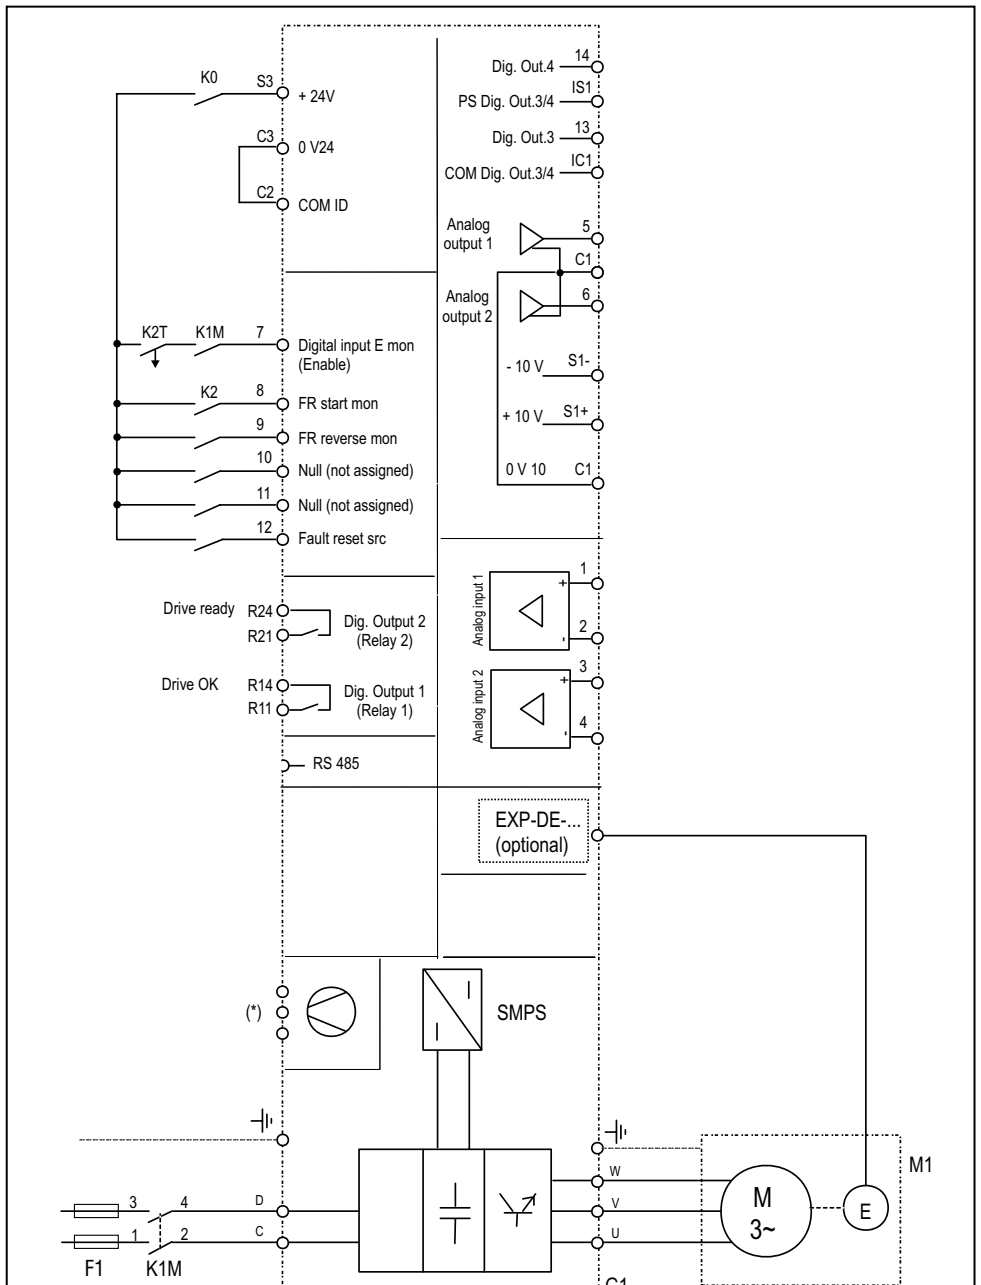 K0
S3
+ 24V
C3
0 V24
C2
COM ID
K2T
K1M
7
Digital input E mon
(Enable)
K2
8
FR start mon
9
FR reverse mon
10
Null (not assigned)
11
Null (not assigned)
12
Fault reset src
Drive ready
R24
R21
Dig. Output 2
(Relay 2)
Drive OK
R14
R11
Dig. Output 1
(Relay 1)
RS 485
Dig. Out.4
14
PS Dig. Out.3/4
IS1
Dig. Out.3
13
COM Dig. Out.3/4
IC1
Analog
output 1
5
C1
Analog
output 2
6
- 10 V
S1-
+ 10 V
S1+
0 V 10
C1
Analog input 1
+
1
-
2
Analog input 2
+
3
-
4
EXP-DE-...
(optional)
(*)
SMPS
M1
W
V
U
M
3~
E
3
4
D
1
2
C
F1
K1M